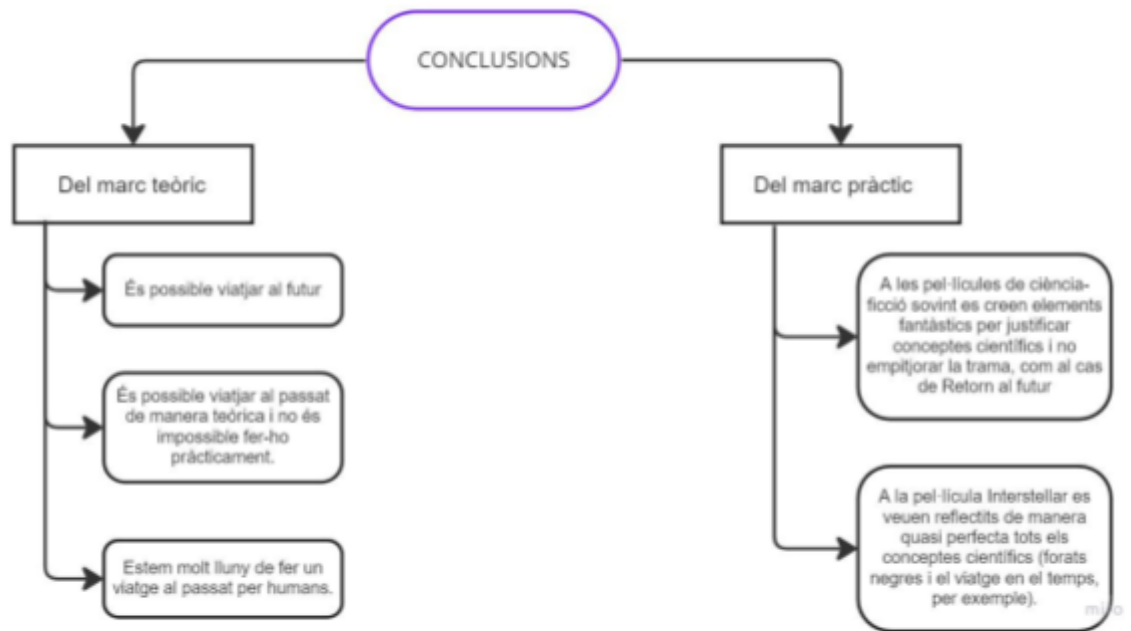 CONCLUSIONS
Del marc teòric
És possible viatjar al futur
És possible viatjar al passat
de manera teórica i no és
impossible fer-ho
pràcticament.
Estem molt lluny de fer un
viatge al passat per humans.
Del marc pràctic
A les pel·lícules de ciència-
ficció sovint es creen elements
fantàstics per justificar
conceptes científics i no
empitjorar la trama, com al cas
de Retorn al futur
A la pel·lícula Interstellar es
veuen reflectits de manera
quasi perfecta tots els
conceptes científics (forats
negres i el viatge en el temps,
per exemple).
miro